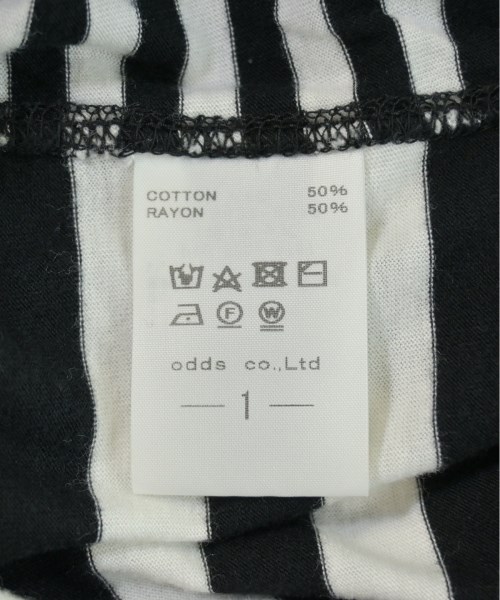 COTTON 50%
RAYON 50%
F W
odds co.,Ltd
— 1 —